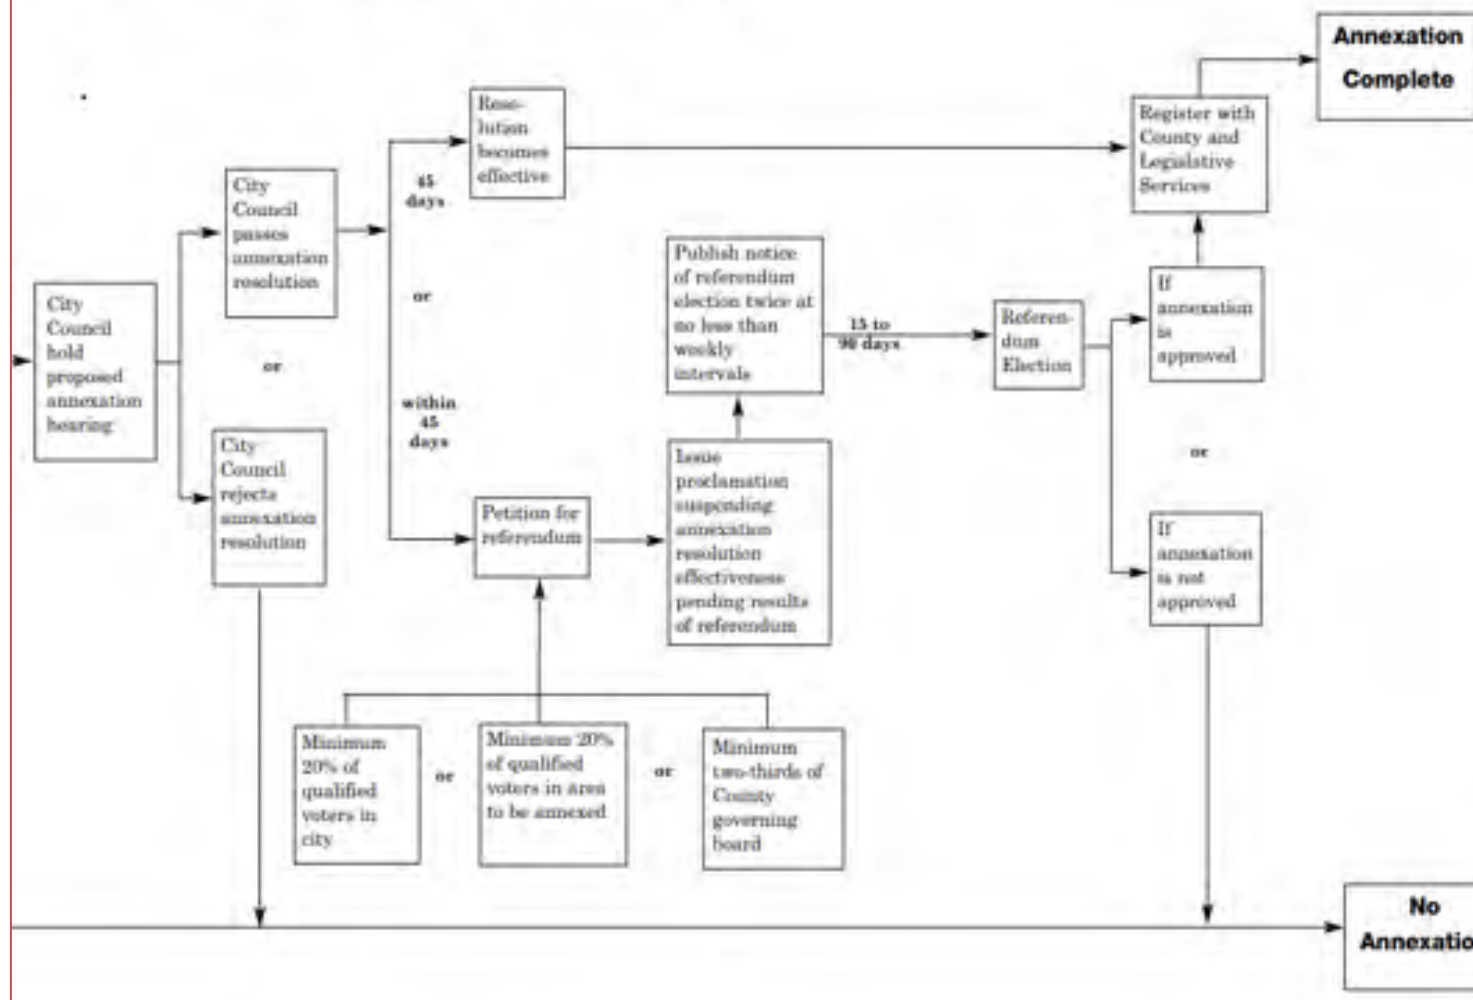 Annexation
Complete
Register with
County and
Legislative
Services
Reso-
lution
becomes
effective
45
days
City
Council
passes
annexation
resolution
or
City
Council
hold
proposed
annexation
hearing
or
City
Council
rejects
annexation
resolution
within
45
days
Petition for
referendum
Publish notice
of referendum
election twice at
no less than
weekly
intervals
15 to
90 days
Referen-
dum
Election
If
annexation
is
approved
or
If
annexation
is not
approved
Issue
proclamation
suspending
annexation
resolution
effectiveness
pending results
of referendum
Minimum
20% of
qualified
voters in
city
or
Minimum 20%
of qualified
voters in area
to be annexed
or
Minimum
two-thirds of
County
governing
board
No
Annexatio